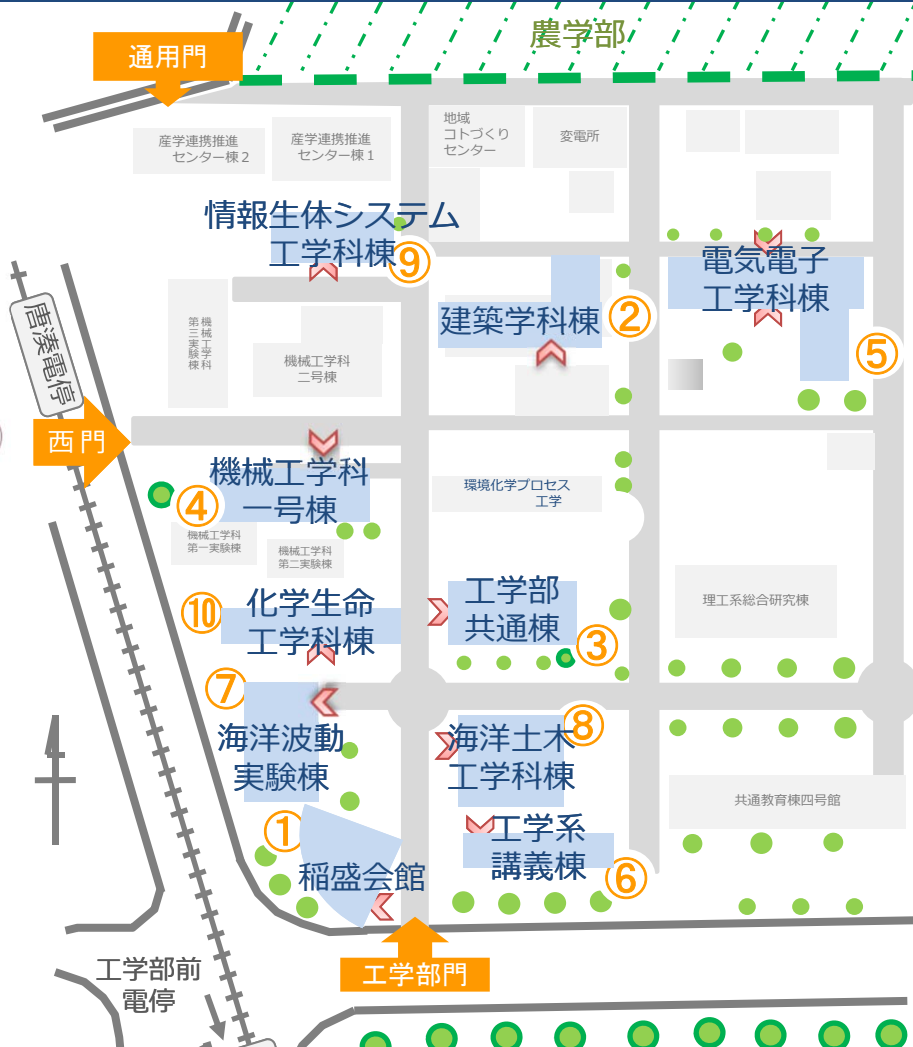 農学部
通用門
産学連携推進
センター棟2
産学連携推進
センター棟1
地域
コトづくり
センター
変電所
情報生体システム
工学科棟
⑨
電気電子
工学科棟
⑤
建築学科棟
②
機械工学科
第三実験棟
機械工学科
二号棟
唐湊電停
西門
機械工学科
一号棟
④
環境化学プロセス
工学
機械工学科
第一実験棟
機械工学科
第二実験棟
化学生命
工学科棟
⑩
工学部
共通棟
③
理工系総合研究棟
⑦
海洋波動
実験棟
海洋土木
工学科棟
⑧
共通教育棟四号館
①
稲盛会館
工学系
講義棟
⑥
工学部門
工学部前
電停